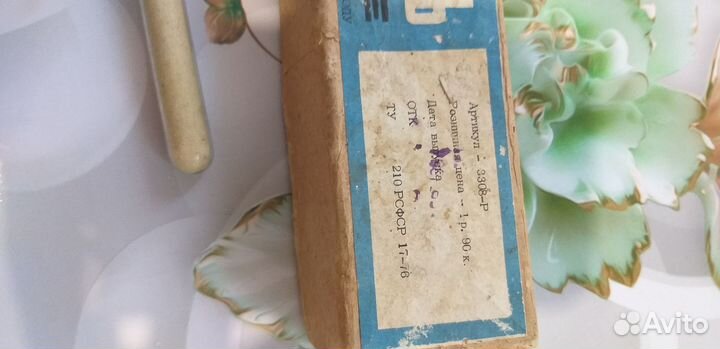 Артикул - 3308-Р
Розничная цена - 1 р. 90 к.
Дата выпуска
ОТК
ТУ 210 РСФСР 17-76
Avito